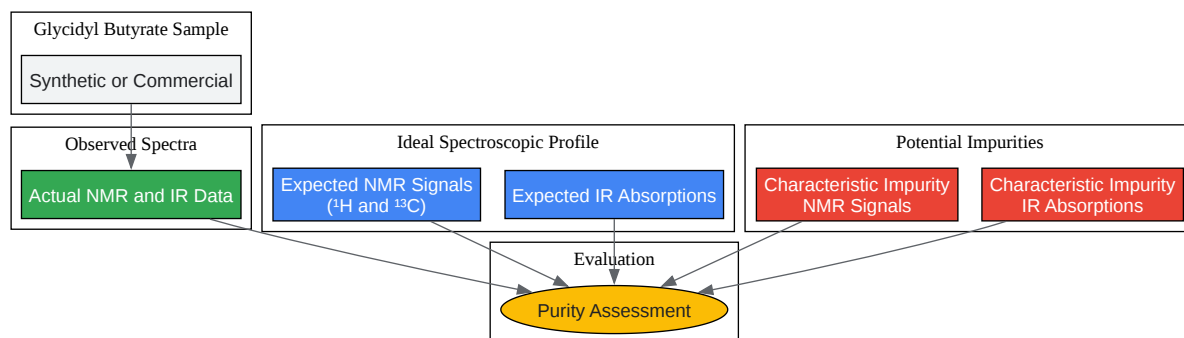 Glycidyl Butyrate Sample
Synthetic or Commercial
Observed Spectra
Actual NMR and IR Data
Ideal Spectroscopic Profile
Expected NMR Signals
(¹H and ¹³C)
Expected IR Absorptions
Potential Impurities
Characteristic Impurity
NMR Signals
Characteristic Impurity
IR Absorptions
Evaluation
Purity Assessment